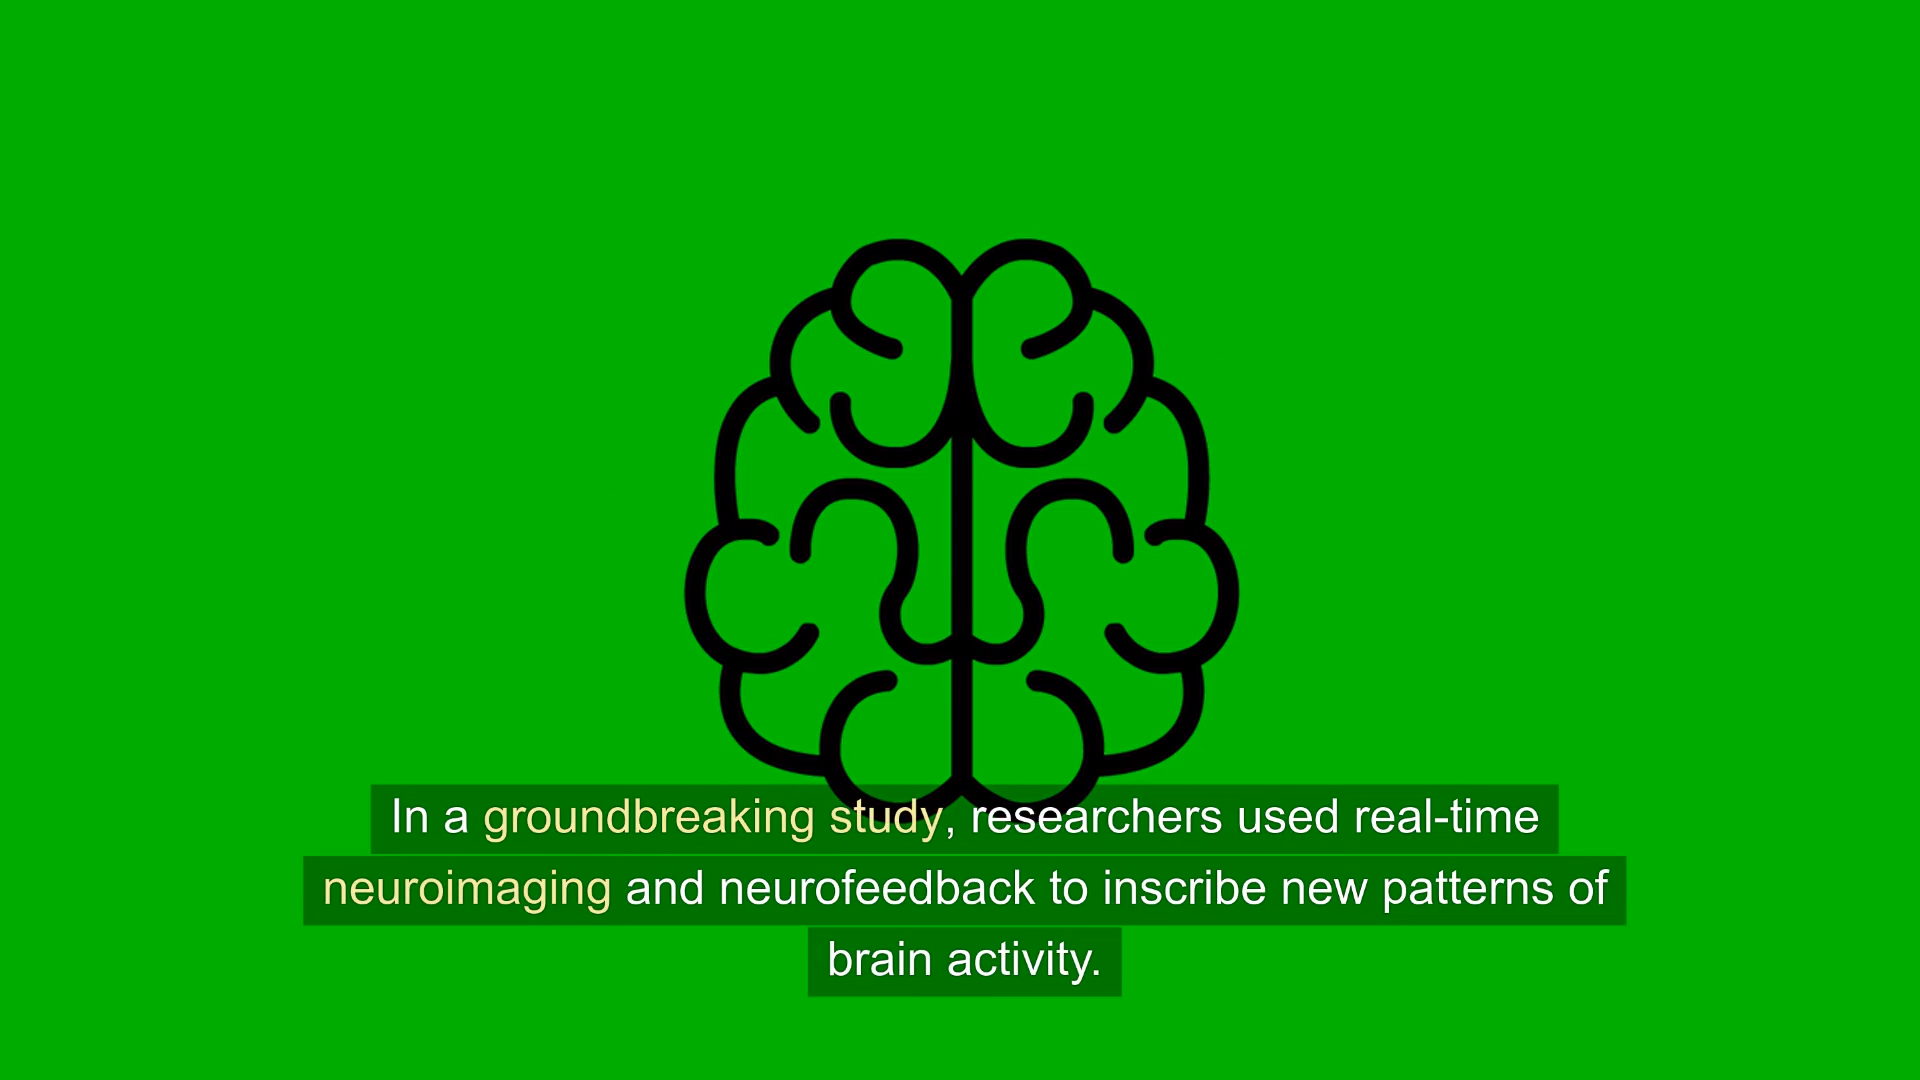 In a groundbreaking study, researchers used real-time
neuroimaging and neurofeedback to inscribe new patterns of
brain activity.